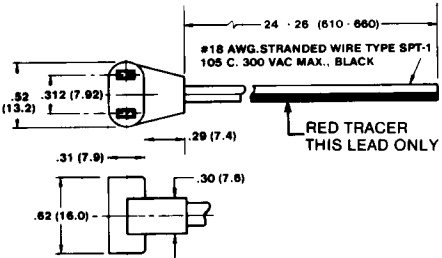 24 - 26 (610 - 660)
#18 AWG. STRANDED WIRE TYPE SPT-1
105 C. 300 VAC MAX., BLACK
.52
(13.2)
.312 (7.92)
.29 (7.4)
RED TRACER
THIS LEAD ONLY
.31 (7.9)
.30 (7.6)
.62 (16.0)